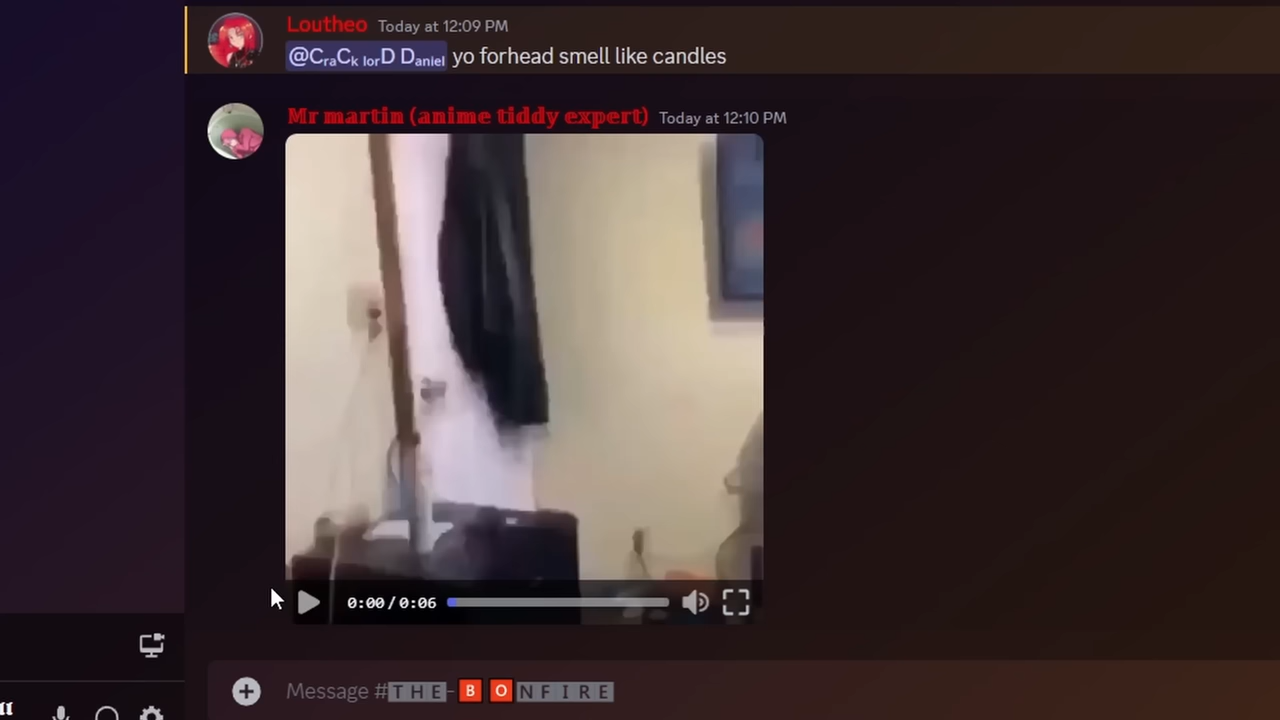 Loutheo Today at 12:09 PM
@CraCk lorD Daniel yo forhead smell like candles
Mr martin (anime tiddy expert) Today at 12:10 PM
0:00 / 0:06
Message #THE-BONFIRE